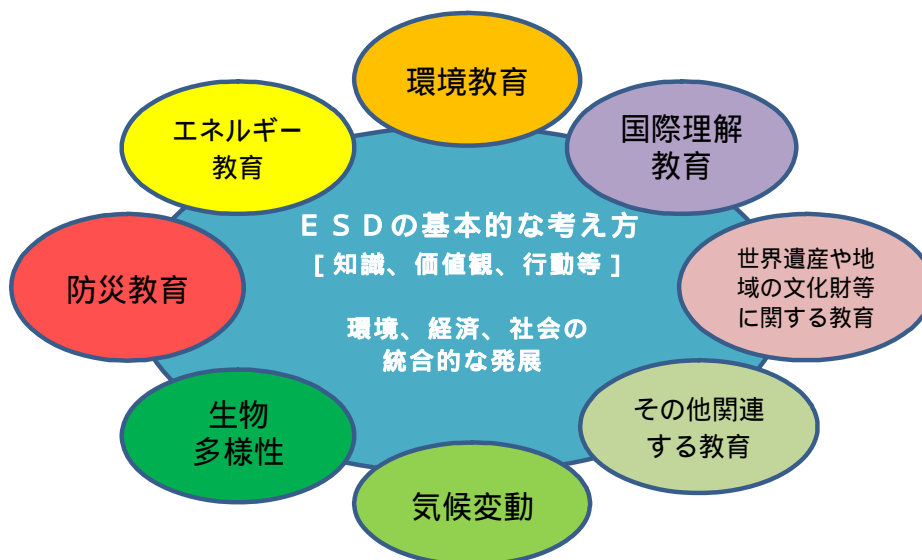 環境教育
エネルギー
教育
国際理解
教育
ＥＳＤの基本的な考え方
[知識、価値観、行動等]
環境、経済、社会の
統合的な発展
防災教育
世界遺産や地
域の文化財等
に関する教育
生物
多様性
その他関連
する教育
気候変動